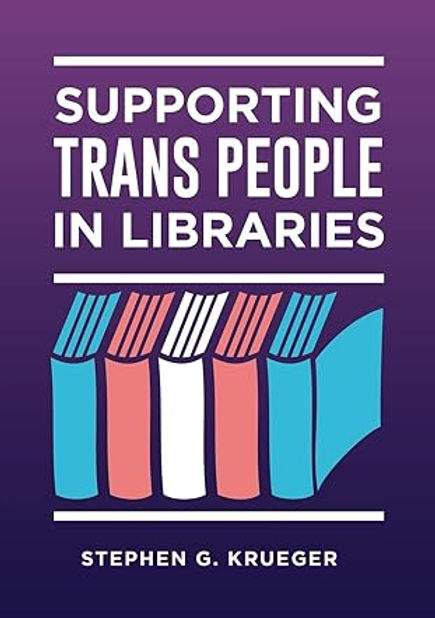 SUPPORTING
TRANS PEOPLE
IN LIBRARIES
STEPHEN G. KRUEGER